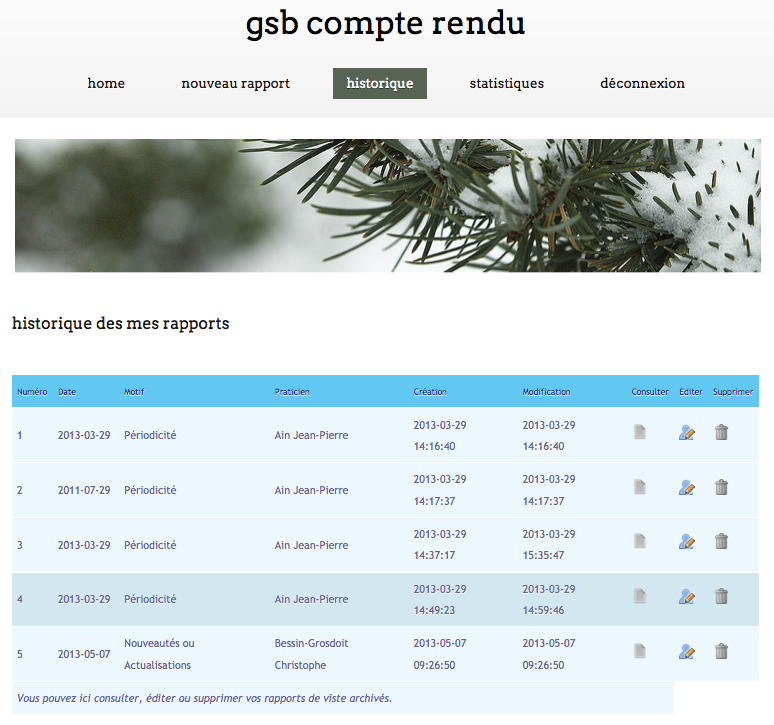 gsb compte rendu
home nouveau rapport historique statistiques déconnexion
historique des mes rapports
Numéro Date Motif Praticien Création Modification Consulter Editer Supprimer
1 2013-03-29 Périodicité Ain Jean-Pierre 2013-03-29 14:16:40 2013-03-29 14:16:40
2 2011-07-29 Périodicité Ain Jean-Pierre 2013-03-29 14:17:37 2013-03-29 14:17:37
3 2013-03-29 Périodicité Ain Jean-Pierre 2013-03-29 14:37:17 2013-03-29 15:35:47
4 2013-03-29 Périodicité Ain Jean-Pierre 2013-03-29 14:49:23 2013-03-29 14:59:46
5 2013-05-07 Nouveautés ou Actualisations Bessin-Grosdoit Christophe 2013-05-07 09:26:50 2013-05-07 09:26:50
Vous pouvez ici consulter, éditer ou supprimer vos rapports de viste archivés.